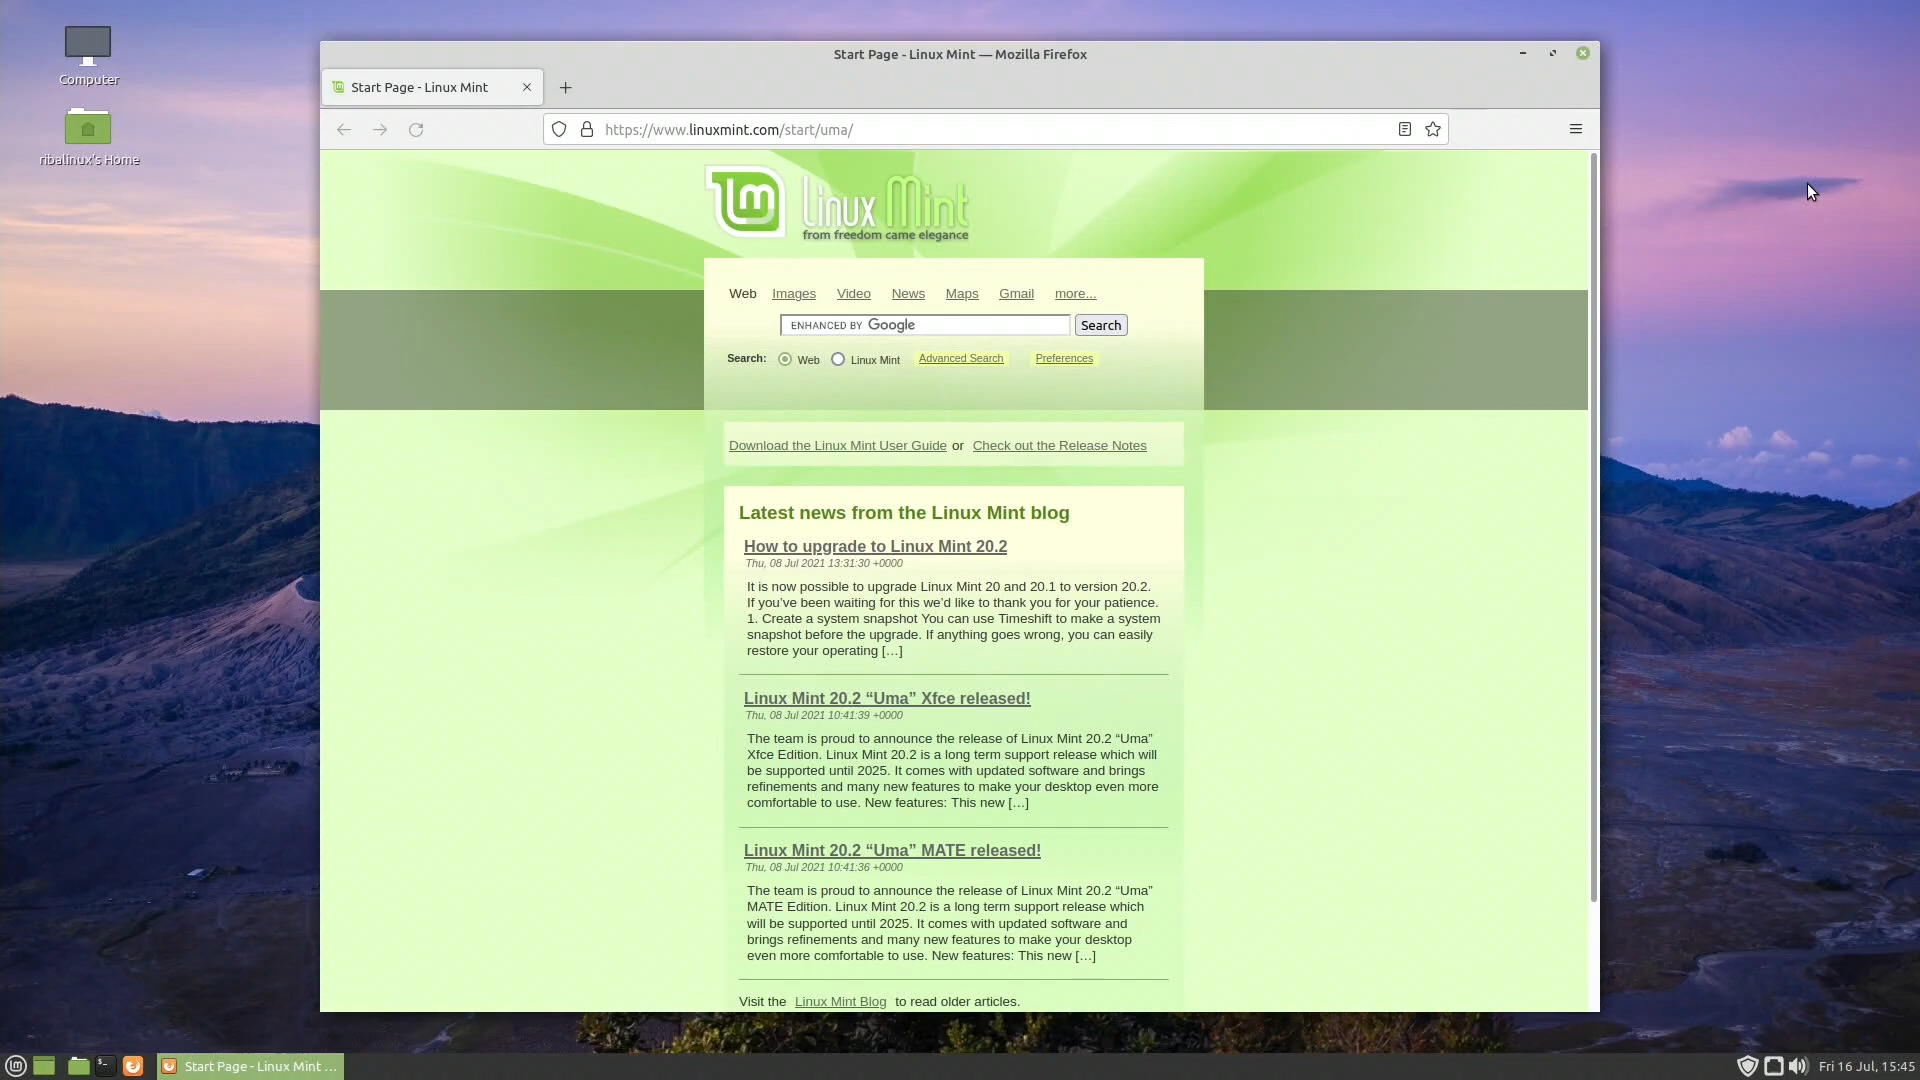 Computer
ribalinux's Home
Start Page - Linux Mint — Mozilla Firefox
Start Page - Linux Mint
https://www.linuxmint.com/start/uma/
Linux Mint
from freedom came elegance
Web Images Video News Maps Gmail more...
ENHANCED BY Google Search
Search: Web Linux Mint Advanced Search Preferences
Download the Linux Mint User Guide or Check out the Release Notes
Latest news from the Linux Mint blog
How to upgrade to Linux Mint 20.2
Thu, 08 Jul 2021 13:31:30 +0000
It is now possible to upgrade Linux Mint 20 and 20.1 to version 20.2.
If you’ve been waiting for this we’d like to thank you for your patience.
1. Create a system snapshot You can use Timeshift to make a system
snapshot before the upgrade. If anything goes wrong, you can easily
restore your operating […]
Linux Mint 20.2 “Uma” Xfce released!
Thu, 08 Jul 2021 10:41:39 +0000
The team is proud to announce the release of Linux Mint 20.2 “Uma”
Xfce Edition. Linux Mint 20.2 is a long term support release which will
be supported until 2025. It comes with updated software and brings
refinements and many new features to make your desktop even more
comfortable to use. New features: This new […]
Linux Mint 20.2 “Uma” MATE released!
Thu, 08 Jul 2021 10:41:36 +0000
The team is proud to announce the release of Linux Mint 20.2 “Uma”
MATE Edition. Linux Mint 20.2 is a long term support release which
will be supported until 2025. It comes with updated software and
brings refinements and many new features to make your desktop
even more comfortable to use. New features: This new […]
Visit the Linux Mint Blog to read older articles.
Start Page - Linux Mint ...
Fri 16 Jul, 15:45